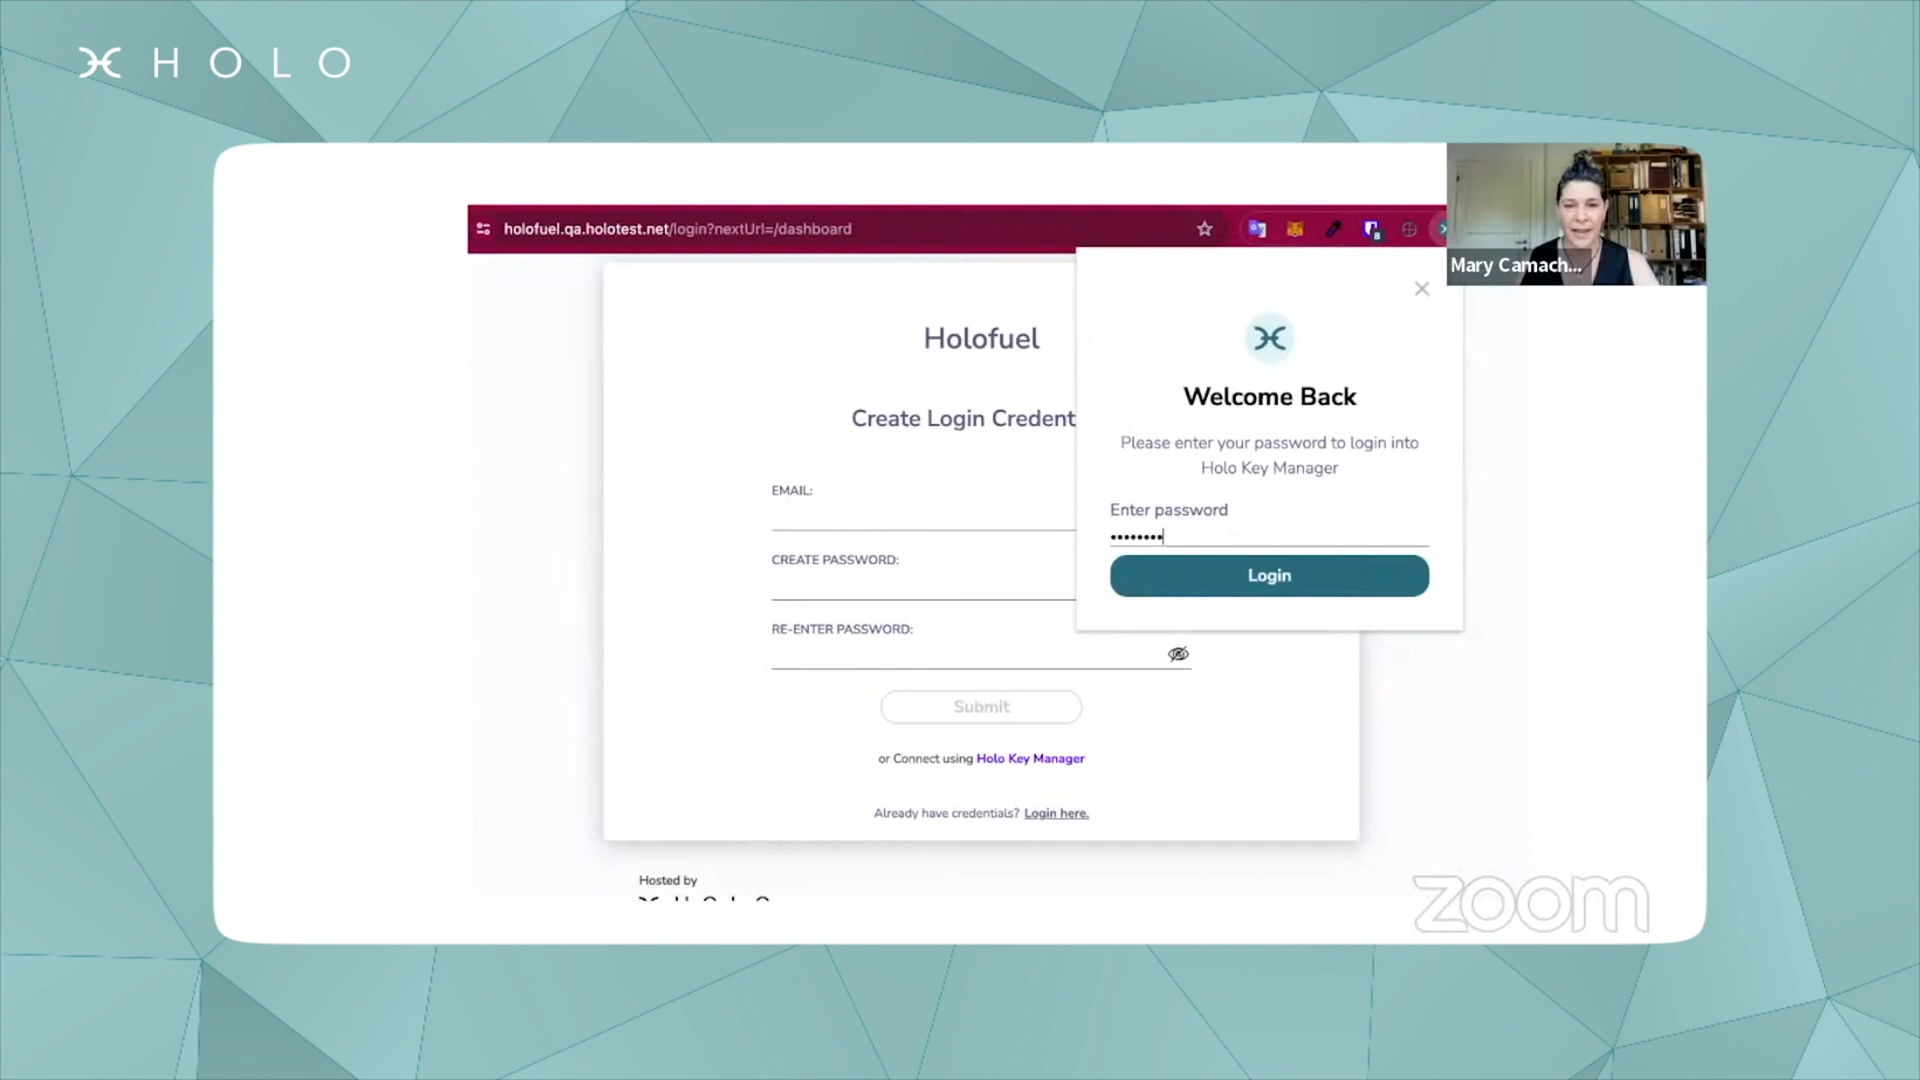 HOLO
holofuel.qa.holotest.net/login?nextUrl=/dashboard
8
Mary Camach...
Holofuel
Create Login Credent
EMAIL:
CREATE PASSWORD:
RE-ENTER PASSWORD:
Submit
or Connect using Holo Key Manager
Already have credentials? Login here.
Hosted by
Welcome Back
Please enter your password to login into
Holo Key Manager
Enter password
Login
zoom